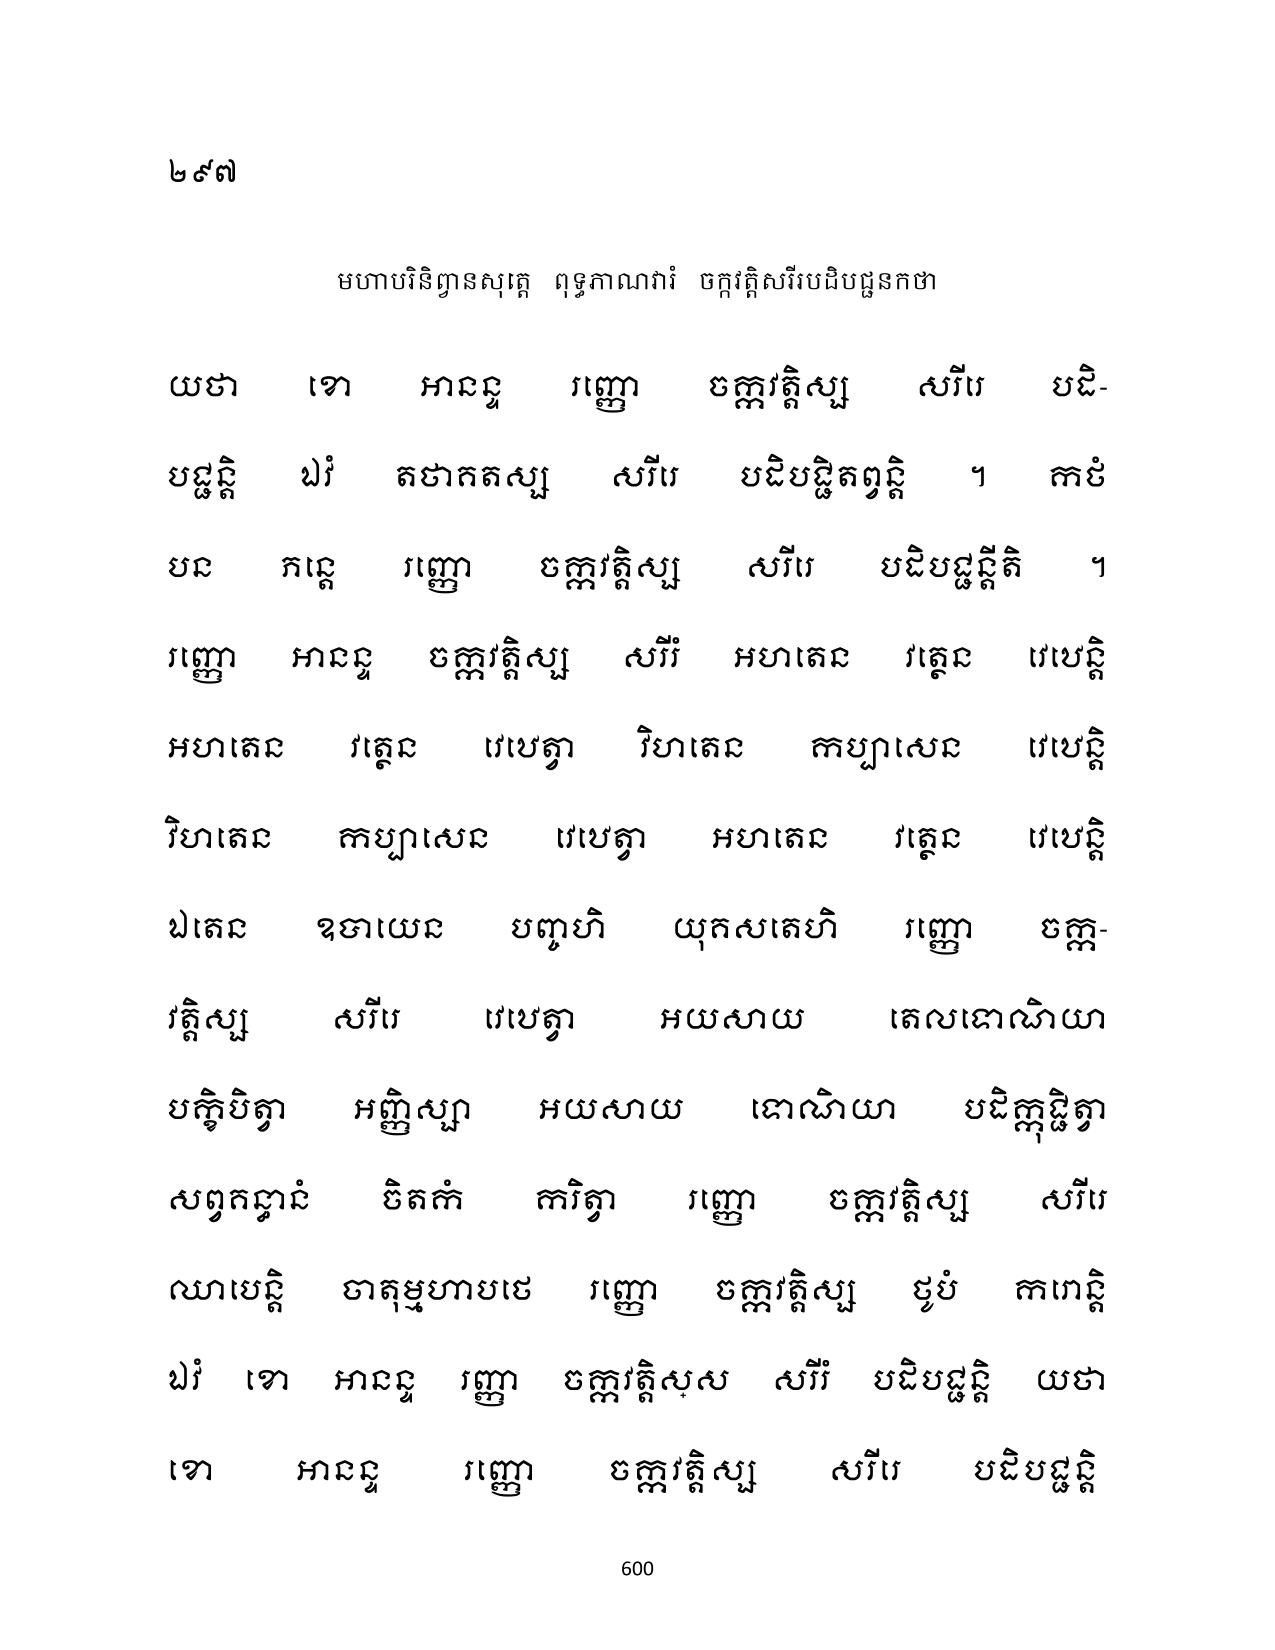 ២៩៧
មហាបរិនិព្វានសុត្តេ ពុទ្ធភាណវារំ ចក្កវត្តិសរីរបដិបជ្ជនកថា
យថា ខោ អានន្ទ រញ្ញោ ចក្កវត្តិស្ស សរីរេ បដិ-
បជ្ជន្តិ ឯវំ តថាគតស្ស សរីរេ បដិបជ្ជិតព្វន្តិ ។ កថំ
បន ភន្តេ រញ្ញោ ចក្កវត្តិស្ស សរីរេ បដិបជ្ជន្តីតិ ។
រញ្ញោ អានន្ទ ចក្កវត្តិស្ស សរីរំ អហតេន វត្ថេន វេឋេន្តិ
អហតេន វត្ថេន វេឋេត្វា វិហតេន កប្បាសេន វេឋេន្តិ
វិហតេន កប្បាសេន វេឋេត្វា អហតេន វត្ថេន វេឋេន្តិ
ឯតេន ឧបាយេន បញ្ចហិ យុគសតេហិ រញ្ញោ ចក្ក-
វត្តិស្ស សរីរេ វេឋេត្វា អយសាយ តេលទោណិយា
បក្ខិបិត្វា អញ្ញិស្សា អយសាយ ទោណិយា បដិក្កុជ្ជិត្វា
សព្វគន្ធានំ ចិតកំ ករិត្វា រញ្ញោ ចក្កវត្តិស្ស សរីរេ
ឈាបេន្តិ ចាតុម្មហាបថេ រញ្ញោ ចក្កវត្តិស្ស ថូបំ ករោន្តិ
ឯវំ ខោ អានន្ទ រញ្ញា ចក្កវត្តិស្ស សរីរំ បដិបជ្ជន្តិ យថា
ខោ អានន្ទ រញ្ញោ ចក្កវត្តិស្ស សរីរេ បដិបជ្ជន្តិ
600